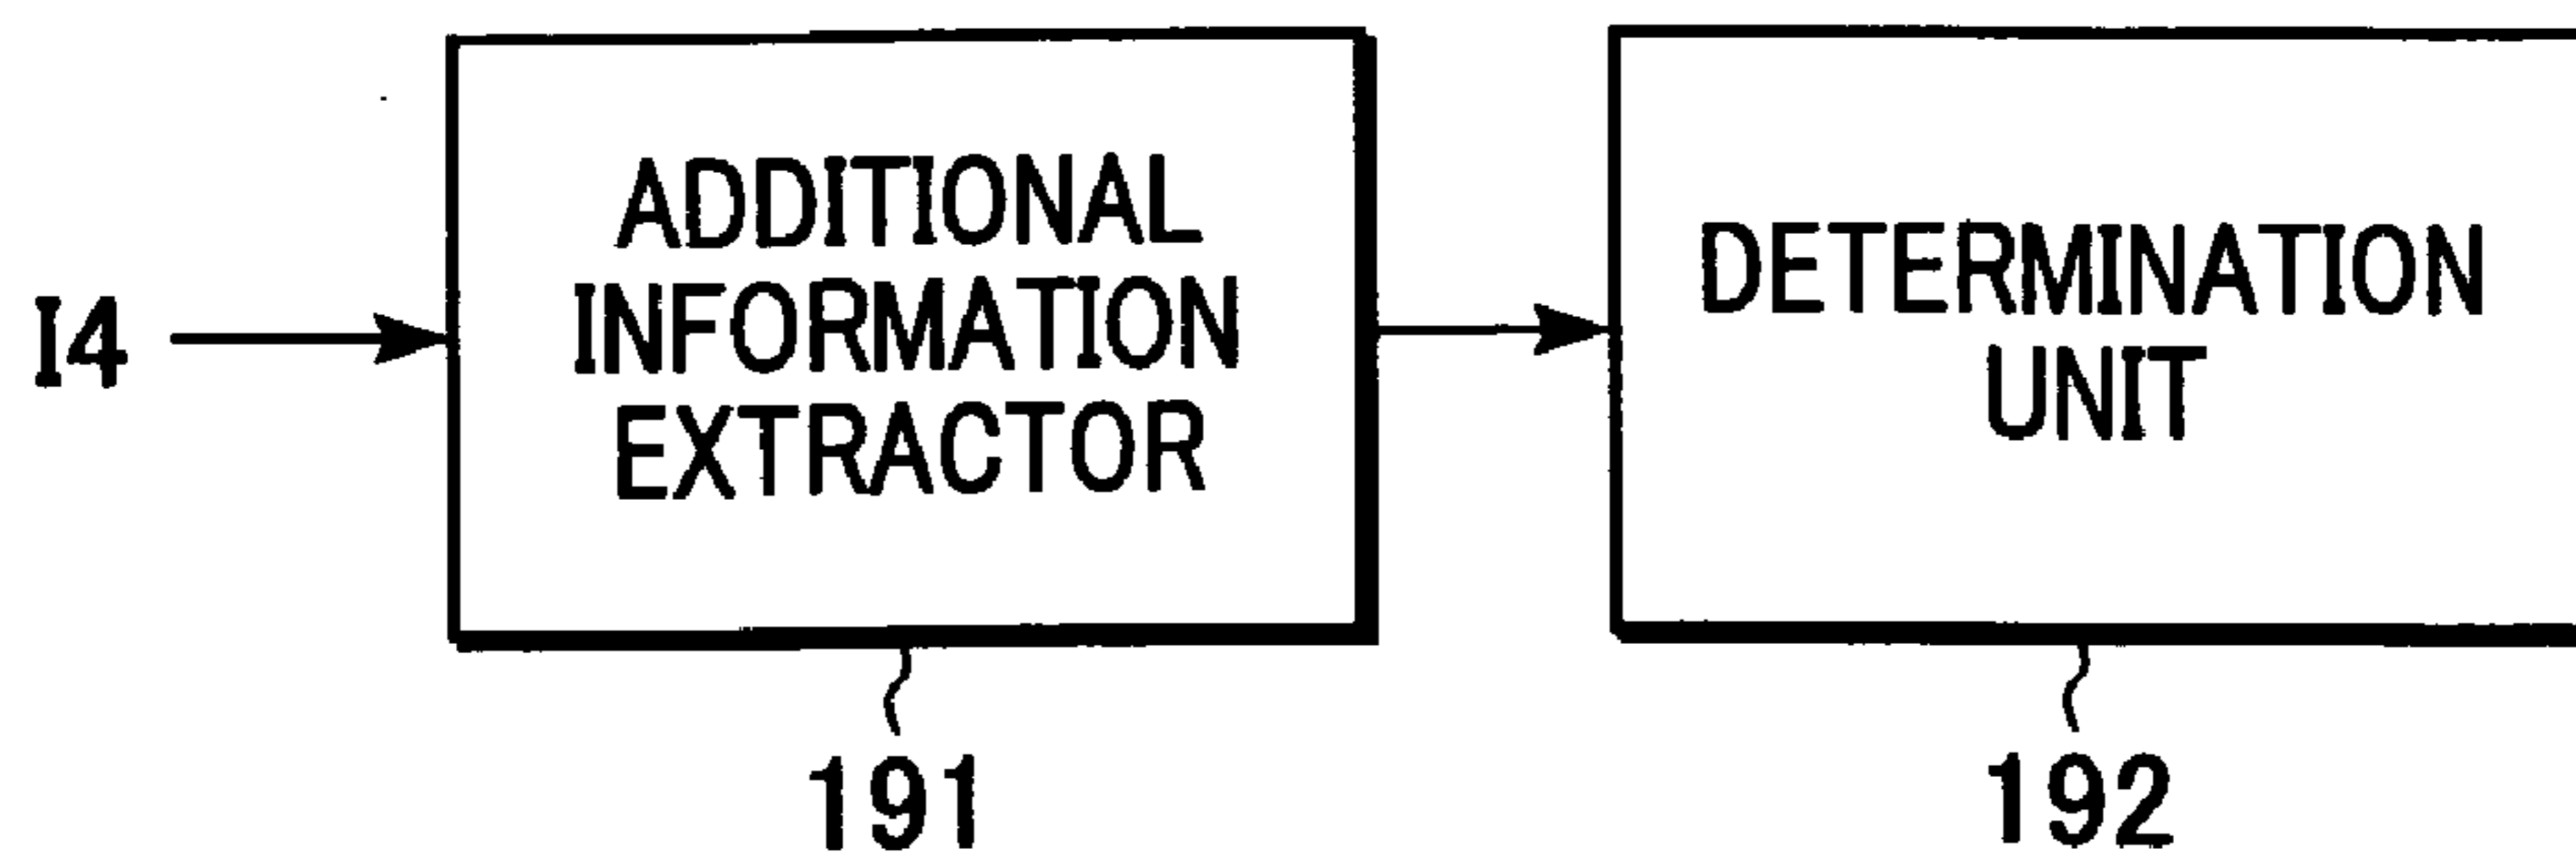 I4
ADDITIONAL
INFORMATION
EXTRACTOR
DETERMINATION
UNIT
191
192